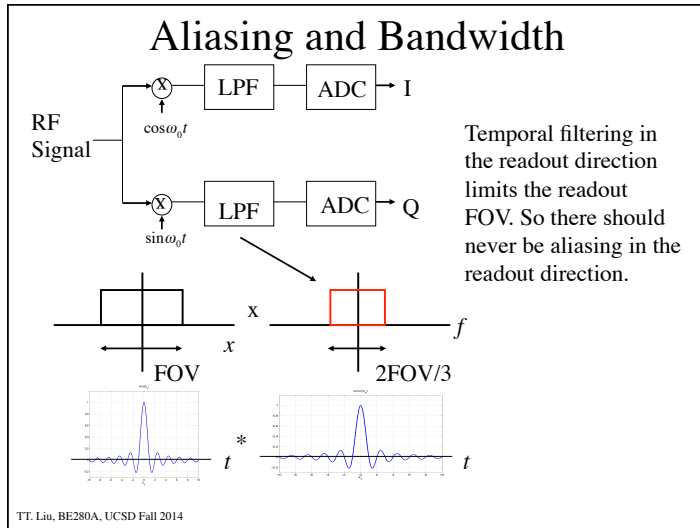 Aliasing and Bandwidth
RF
Signal
x
LPF
ADC
I
cosω₀t
x
LPF
ADC
Q
sinω₀t
Temporal filtering in
the readout direction
limits the readout
FOV. So there should
never be aliasing in the
readout direction.
x
x
f
FOV
2FOV/3
t
*
t
TT. Liu, BE280A, UCSD Fall 2014